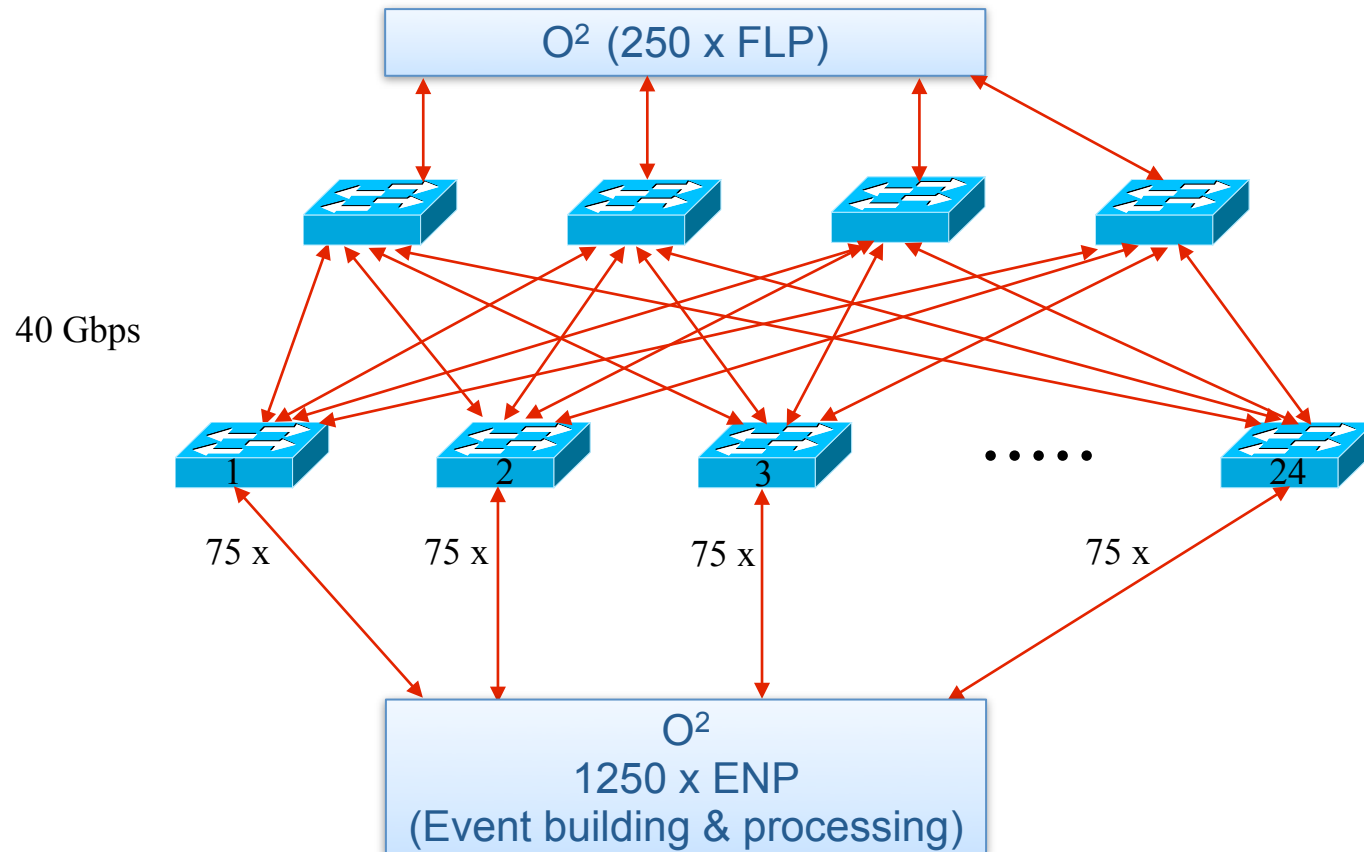 O² (250 x FLP)
40 Gbps
1
2
3
.....
24
75 x
75 x
75 x
75 x
O²
1250 x ENP
(Event building & processing)